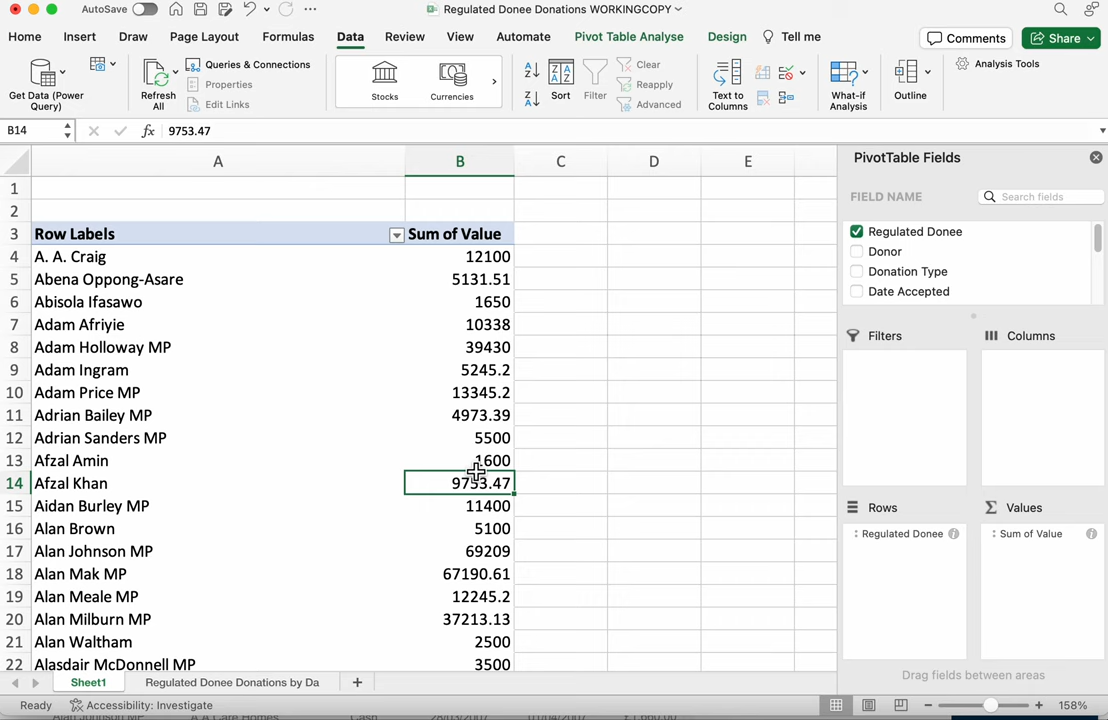 AutoSave
Regulated Donee Donations WORKINGCOPY
Home Insert Draw Page Layout Formulas Data Review View Automate Pivot Table Analyse Design Tell me Comments Share
Get Data (Power Query)
Refresh All
Queries & Connections
Properties
Edit Links
Stocks
Currencies
Sort
Filter
Clear
Reapply
Advanced
Text to Columns
What-if Analysis
Outline
Analysis Tools
B14 fx 9753.47
A B C D E
1
2
3 Row Labels Sum of Value
4 A. A. Craig 12100
5 Abena Oppong-Asare 5131.51
6 Abisola Ifasawo 1650
7 Adam Afriyie 10338
8 Adam Holloway MP 39430
9 Adam Ingram 5245.2
10 Adam Price MP 13345.2
11 Adrian Bailey MP 4973.39
12 Adrian Sanders MP 5500
13 Afzal Amin 1600
14 Afzal Khan 9753.47
15 Aidan Burley MP 11400
16 Alan Brown 5100
17 Alan Johnson MP 69209
18 Alan Mak MP 67190.61
19 Alan Meale MP 12245.2
20 Alan Milburn MP 37213.13
21 Alan Waltham 2500
22 Alasdair McDonnell MP 3500
PivotTable Fields
FIELD NAME Search fields
Regulated Donee
Donor
Donation Type
Date Accepted
Filters
Columns
Rows
Values
Regulated Donee
Sum of Value
Drag fields between areas
Sheet1 Regulated Donee Donations by Da
Ready Accessibility: Investigate 158%